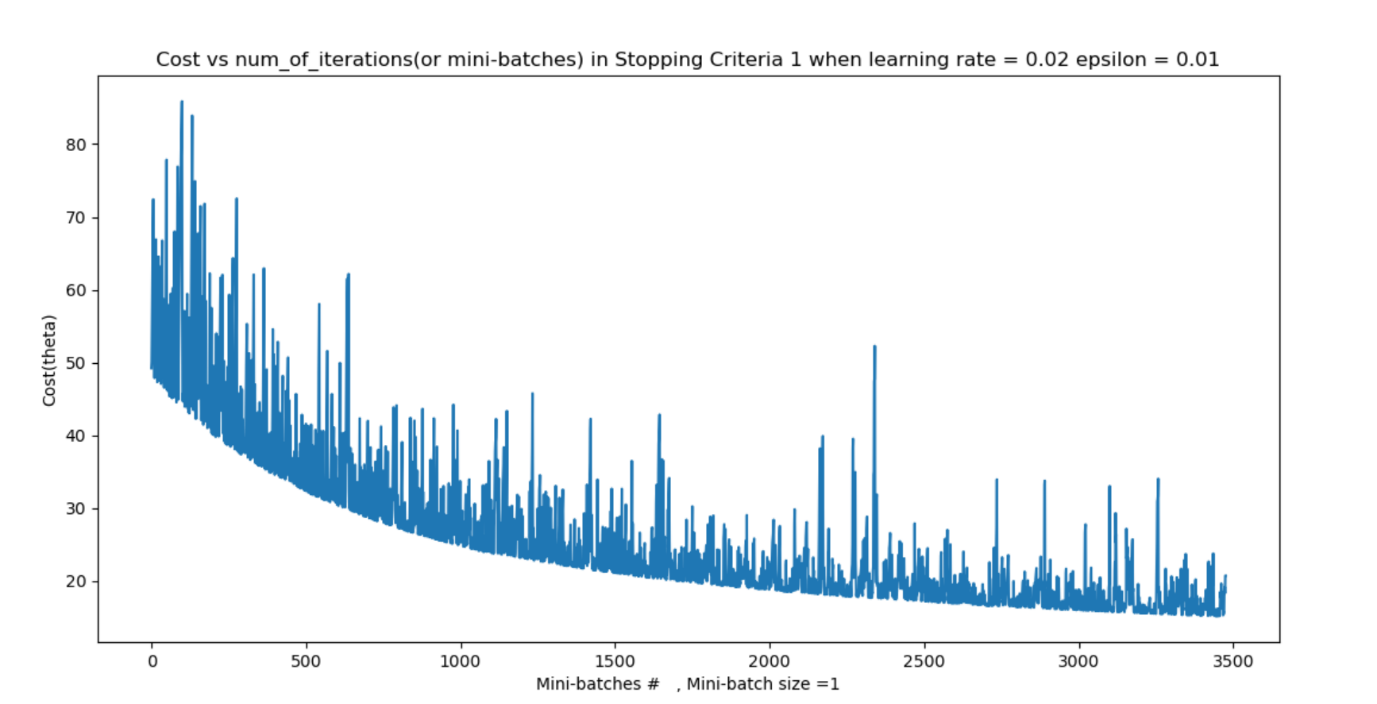 Cost vs num_of_iterations(or mini-batches) in Stopping Criteria 1 when learning rate = 0.02 epsilon = 0.01
80
70
60
50
40
30
20
Cost(theta)
0 500 1000 1500 2000 2500 3000 3500
Mini-batches #   , Mini-batch size =1